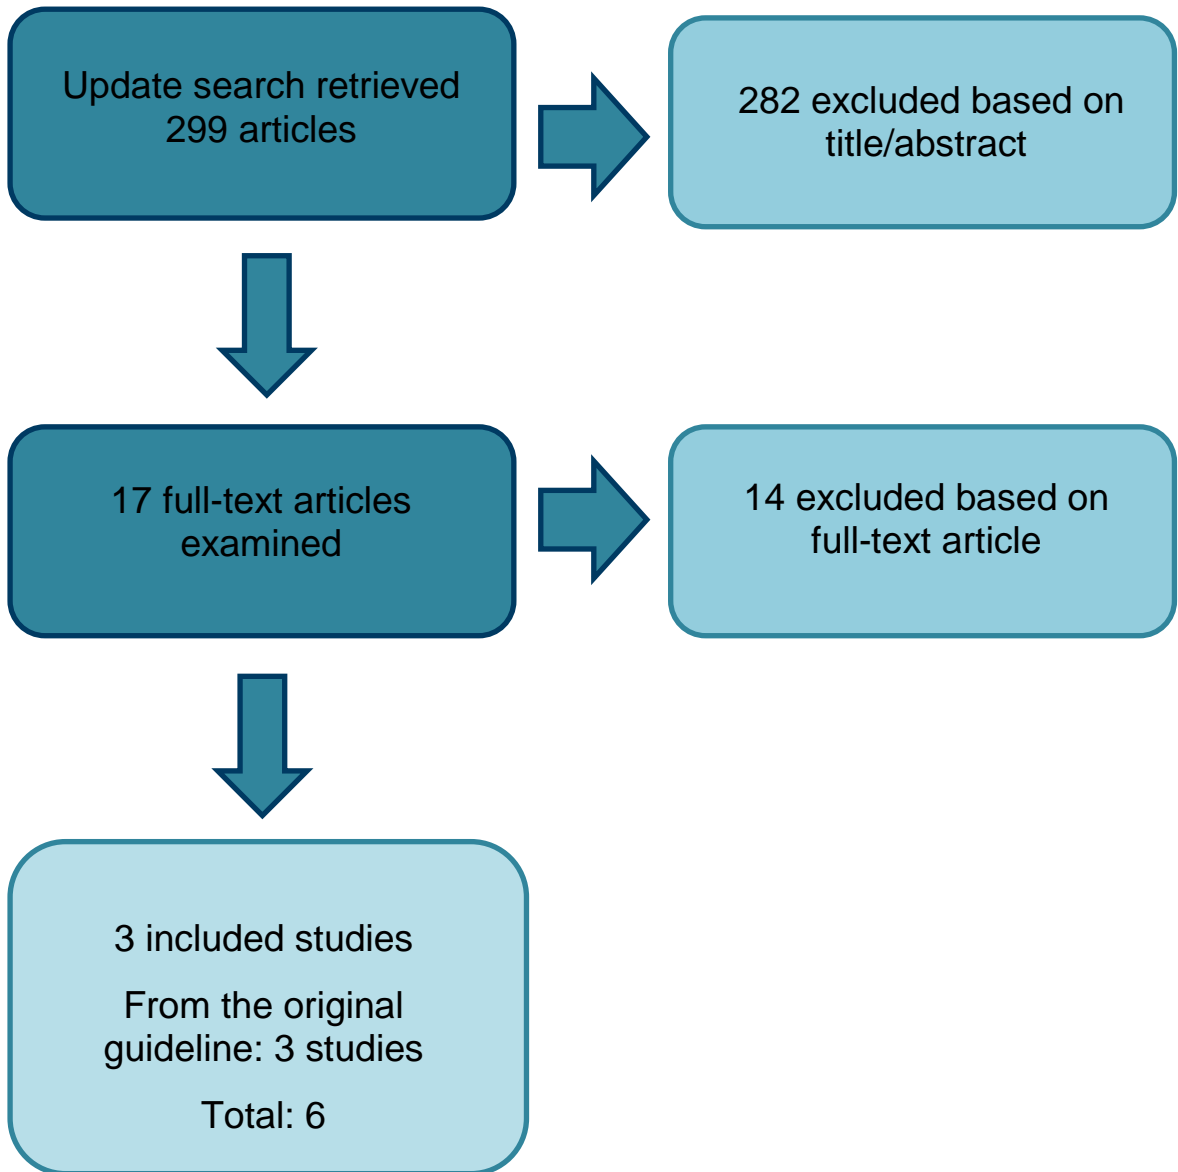 Update search retrieved
299 articles
282 excluded based on
title/abstract
17 full-text articles
examined
14 excluded based on
full-text article
3 included studies
From the original
guideline: 3 studies
Total: 6